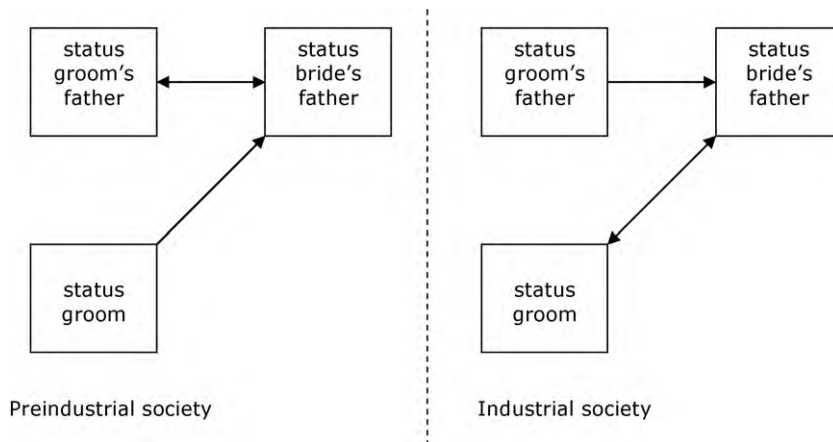 status
groom's
father
status
bride's
father
status
groom
Preindustrial society
status
groom's
father
status
bride's
father
status
groom
Industrial society